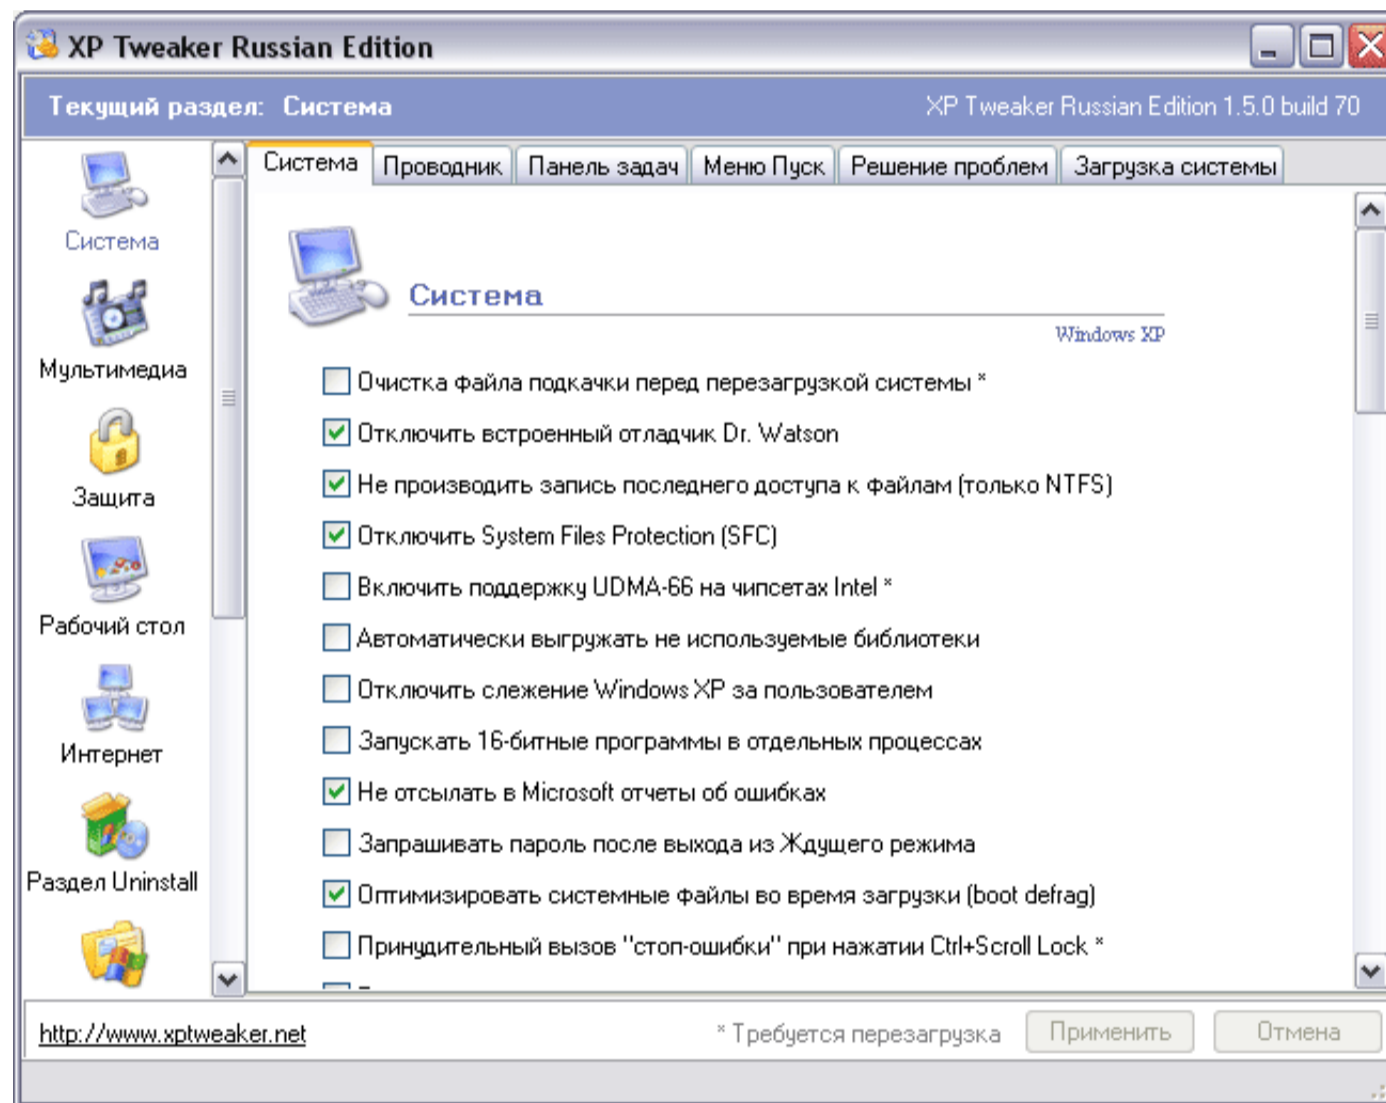 XP Tweaker Russian Edition
Текущий раздел: Система
XP Tweaker Russian Edition 1.5.0 build 70
Система
Мультимедиа
Защита
Рабочий стол
Интернет
Раздел Uninstall
Система Проводник Панель задач Меню Пуск Решение проблем Загрузка системы
Система
Windows XP
Очистка файла подкачки перед перезагрузкой системы *
Отключить встроенный отладчик Dr. Watson
Не производить запись последнего доступа к файлам (только NTFS)
Отключить System Files Protection (SFC)
Включить поддержку UDMA-66 на чипсетах Intel *
Автоматически выгружать не используемые библиотеки
Отключить слежение Windows XP за пользователем
Запускать 16-битные программы в отдельных процессах
Не отсылать в Microsoft отчеты об ошибках
Запрашивать пароль после выхода из Ждущего режима
Оптимизировать системные файлы во время загрузки (boot defrag)
Принудительный вызов "стоп-ошибки" при нажатии Ctrl+Scroll Lock *
http://www.xptweaker.net
* Требуется перезагрузка
Применить
Отмена